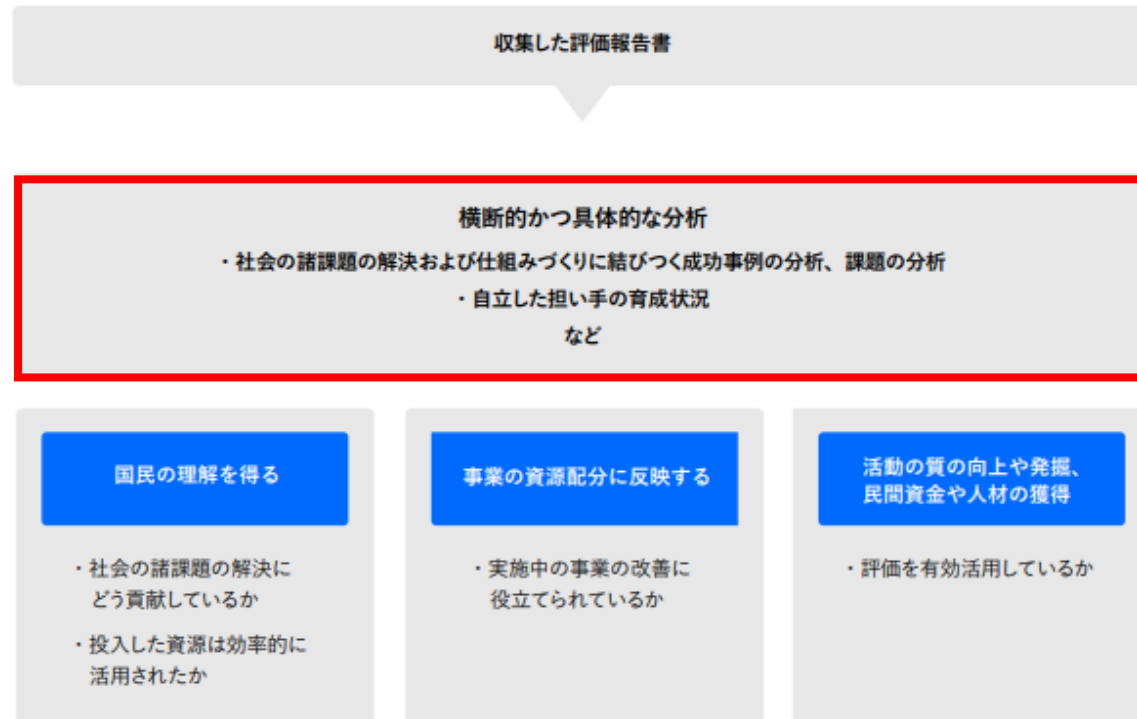 収集した評価報告書
横断的かつ具体的な分析
・社会の諸課題の解決および仕組みづくりに結びつく成功事例の分析、課題の分析
・自立した担い手の育成状況
など
国民の理解を得る
・社会の諸課題の解決に
どう貢献しているか
・投入した資源は効率的に
活用されたか
事業の資源配分に反映する
・実施中の事業の改善に
役立てられているか
活動の質の向上や発掘、
民間資金や人材の獲得
・評価を有効活用しているか